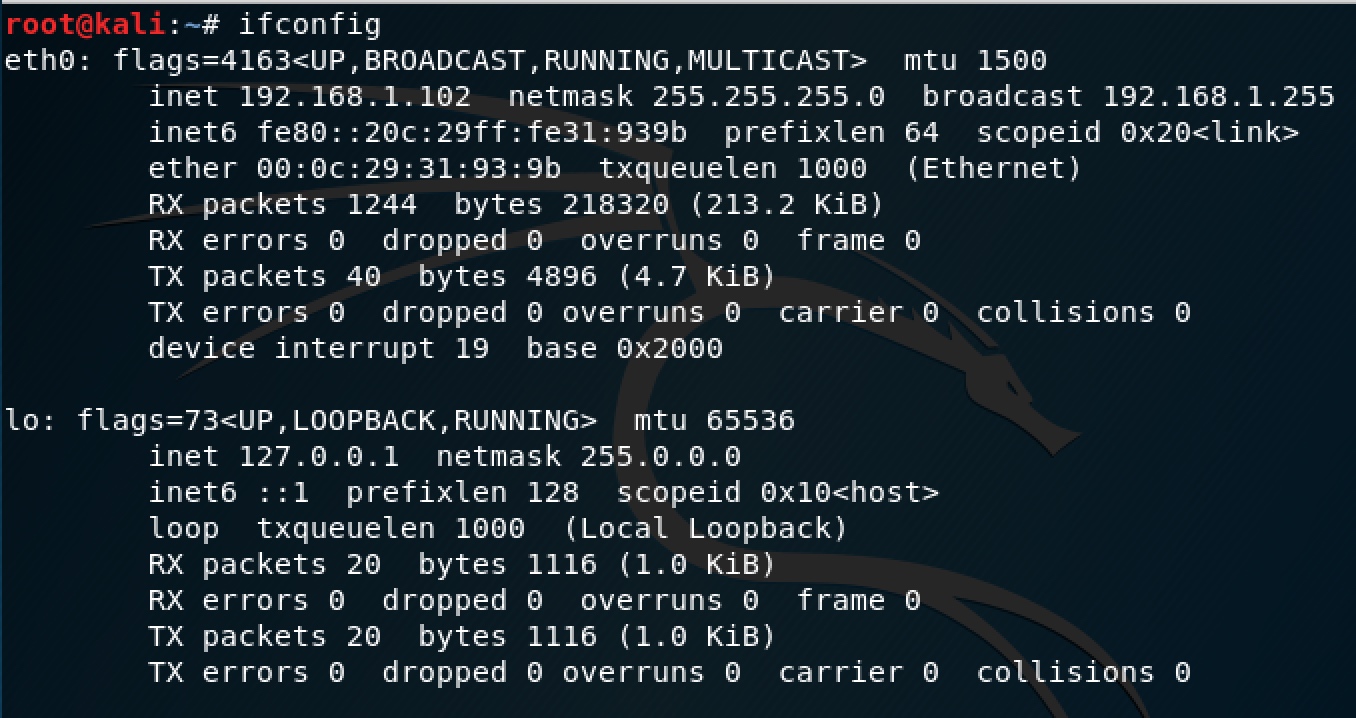 root@kali:~# ifconfig
eth0: flags=4163<UP,BROADCAST,RUNNING,MULTICAST>  mtu 1500
        inet 192.168.1.102  netmask 255.255.255.0  broadcast 192.168.1.255
        inet6 fe80::20c:29ff:fe31:939b  prefixlen 64  scopeid 0x20<link>
        ether 00:0c:29:31:93:9b  txqueuelen 1000  (Ethernet)
        RX packets 1244  bytes 218320 (213.2 KiB)
        RX errors 0  dropped 0  overruns 0  frame 0
        TX packets 40  bytes 4896 (4.7 KiB)
        TX errors 0  dropped 0 overruns 0  carrier 0  collisions 0
        device interrupt 19  base 0x2000

lo: flags=73<UP,LOOPBACK,RUNNING>  mtu 65536
        inet 127.0.0.1  netmask 255.0.0.0
        inet6 ::1  prefixlen 128  scopeid 0x10<host>
        loop  txqueuelen 1000  (Local Loopback)
        RX packets 20  bytes 1116 (1.0 KiB)
        RX errors 0  dropped 0  overruns 0  frame 0
        TX packets 20  bytes 1116 (1.0 KiB)
        TX errors 0  dropped 0 overruns 0  carrier 0  collisions 0